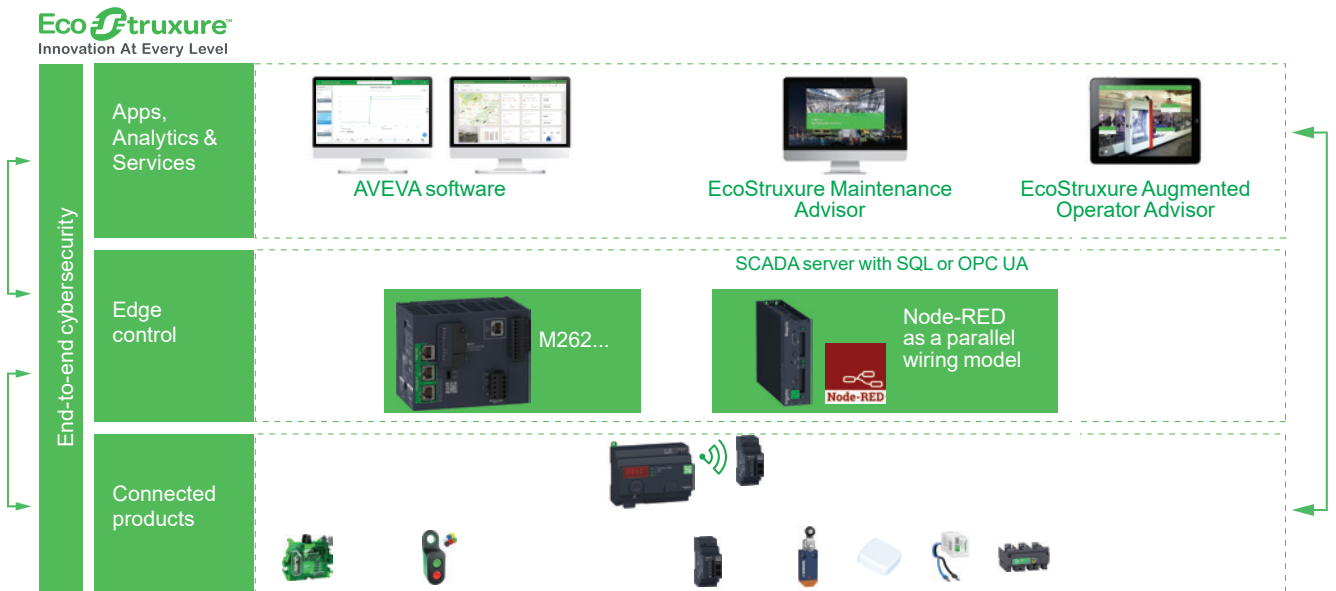 EcoStruxure™
Innovation At Every Level
End-to-end cybersecurity
Apps,
Analytics &
Services
AVEVA software
EcoStruxure Maintenance
Advisor
EcoStruxure Augmented
Operator Advisor
Edge
control
SCADA server with SQL or OPC UA
M262...
Node-RED
as a parallel
wiring model
Node-RED
Connected
products